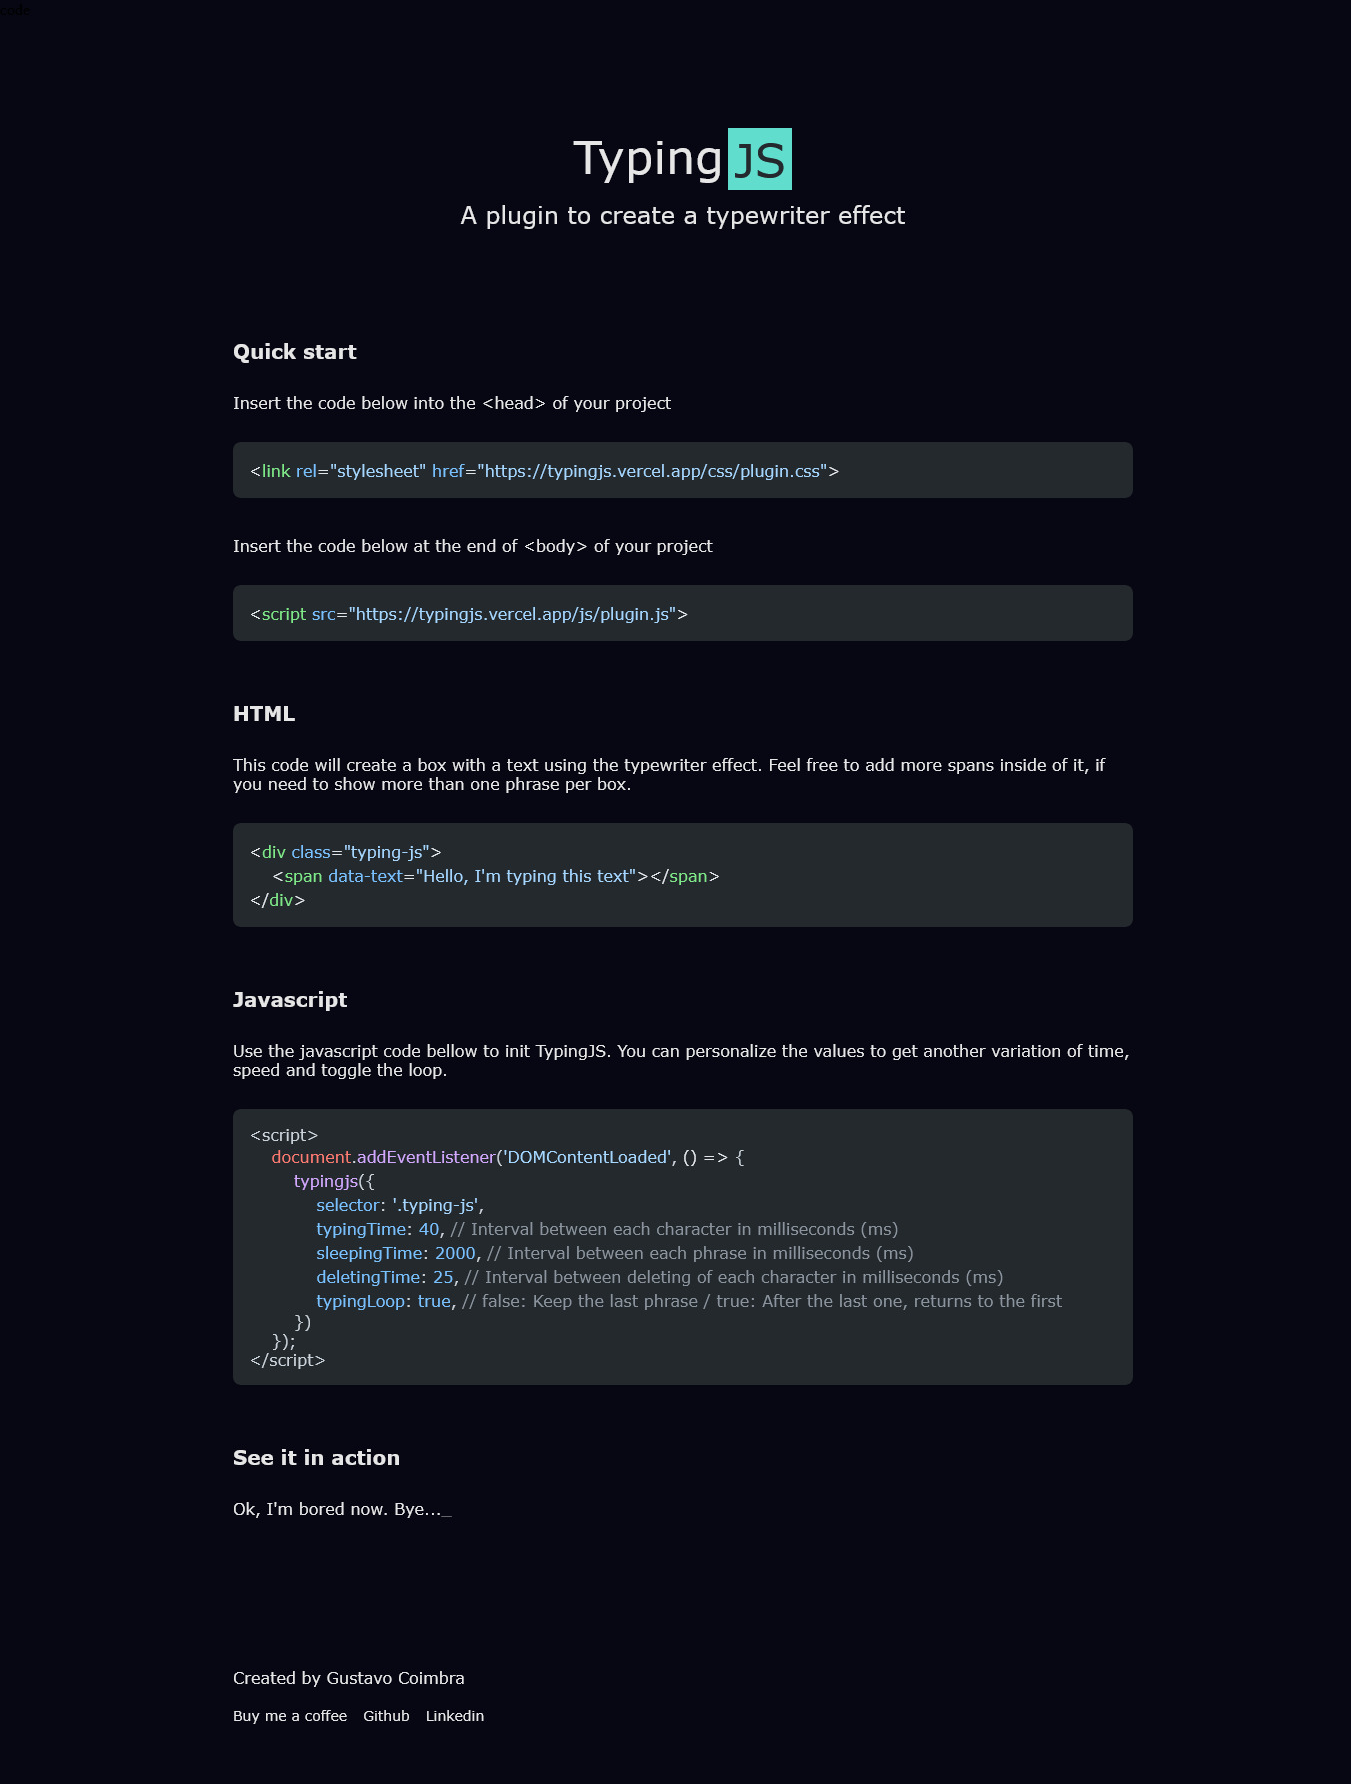 code
Typing JS
A plugin to create a typewriter effect
Quick start
Insert the code below into the <head> of your project
<link rel="stylesheet" href="https://typingjs.vercel.app/css/plugin.css">
Insert the code below at the end of <body> of your project
<script src="https://typingjs.vercel.app/js/plugin.js">
HTML
This code will create a box with a text using the typewriter effect. Feel free to add more spans inside of it, if
you need to show more than one phrase per box.
<div class="typing-js">
<span data-text="Hello, I'm typing this text"></span>
</div>
Javascript
Use the javascript code bellow to init TypingJS. You can personalize the values to get another variation of time,
speed and toggle the loop.
<script>
document.addEventListener('DOMContentLoaded', () => {
typingjs({
selector: '.typing-js',
typingTime: 40, // Interval between each character in milliseconds (ms)
sleepingTime: 2000, // Interval between each phrase in milliseconds (ms)
deletingTime: 25, // Interval between deleting of each character in milliseconds (ms)
typingLoop: true, // false: Keep the last phrase / true: After the last one, returns to the first
})
});
</script>
See it in action
Ok, I'm bored now. Bye..._
Created by Gustavo Coimbra
Buy me a coffee Github Linkedin